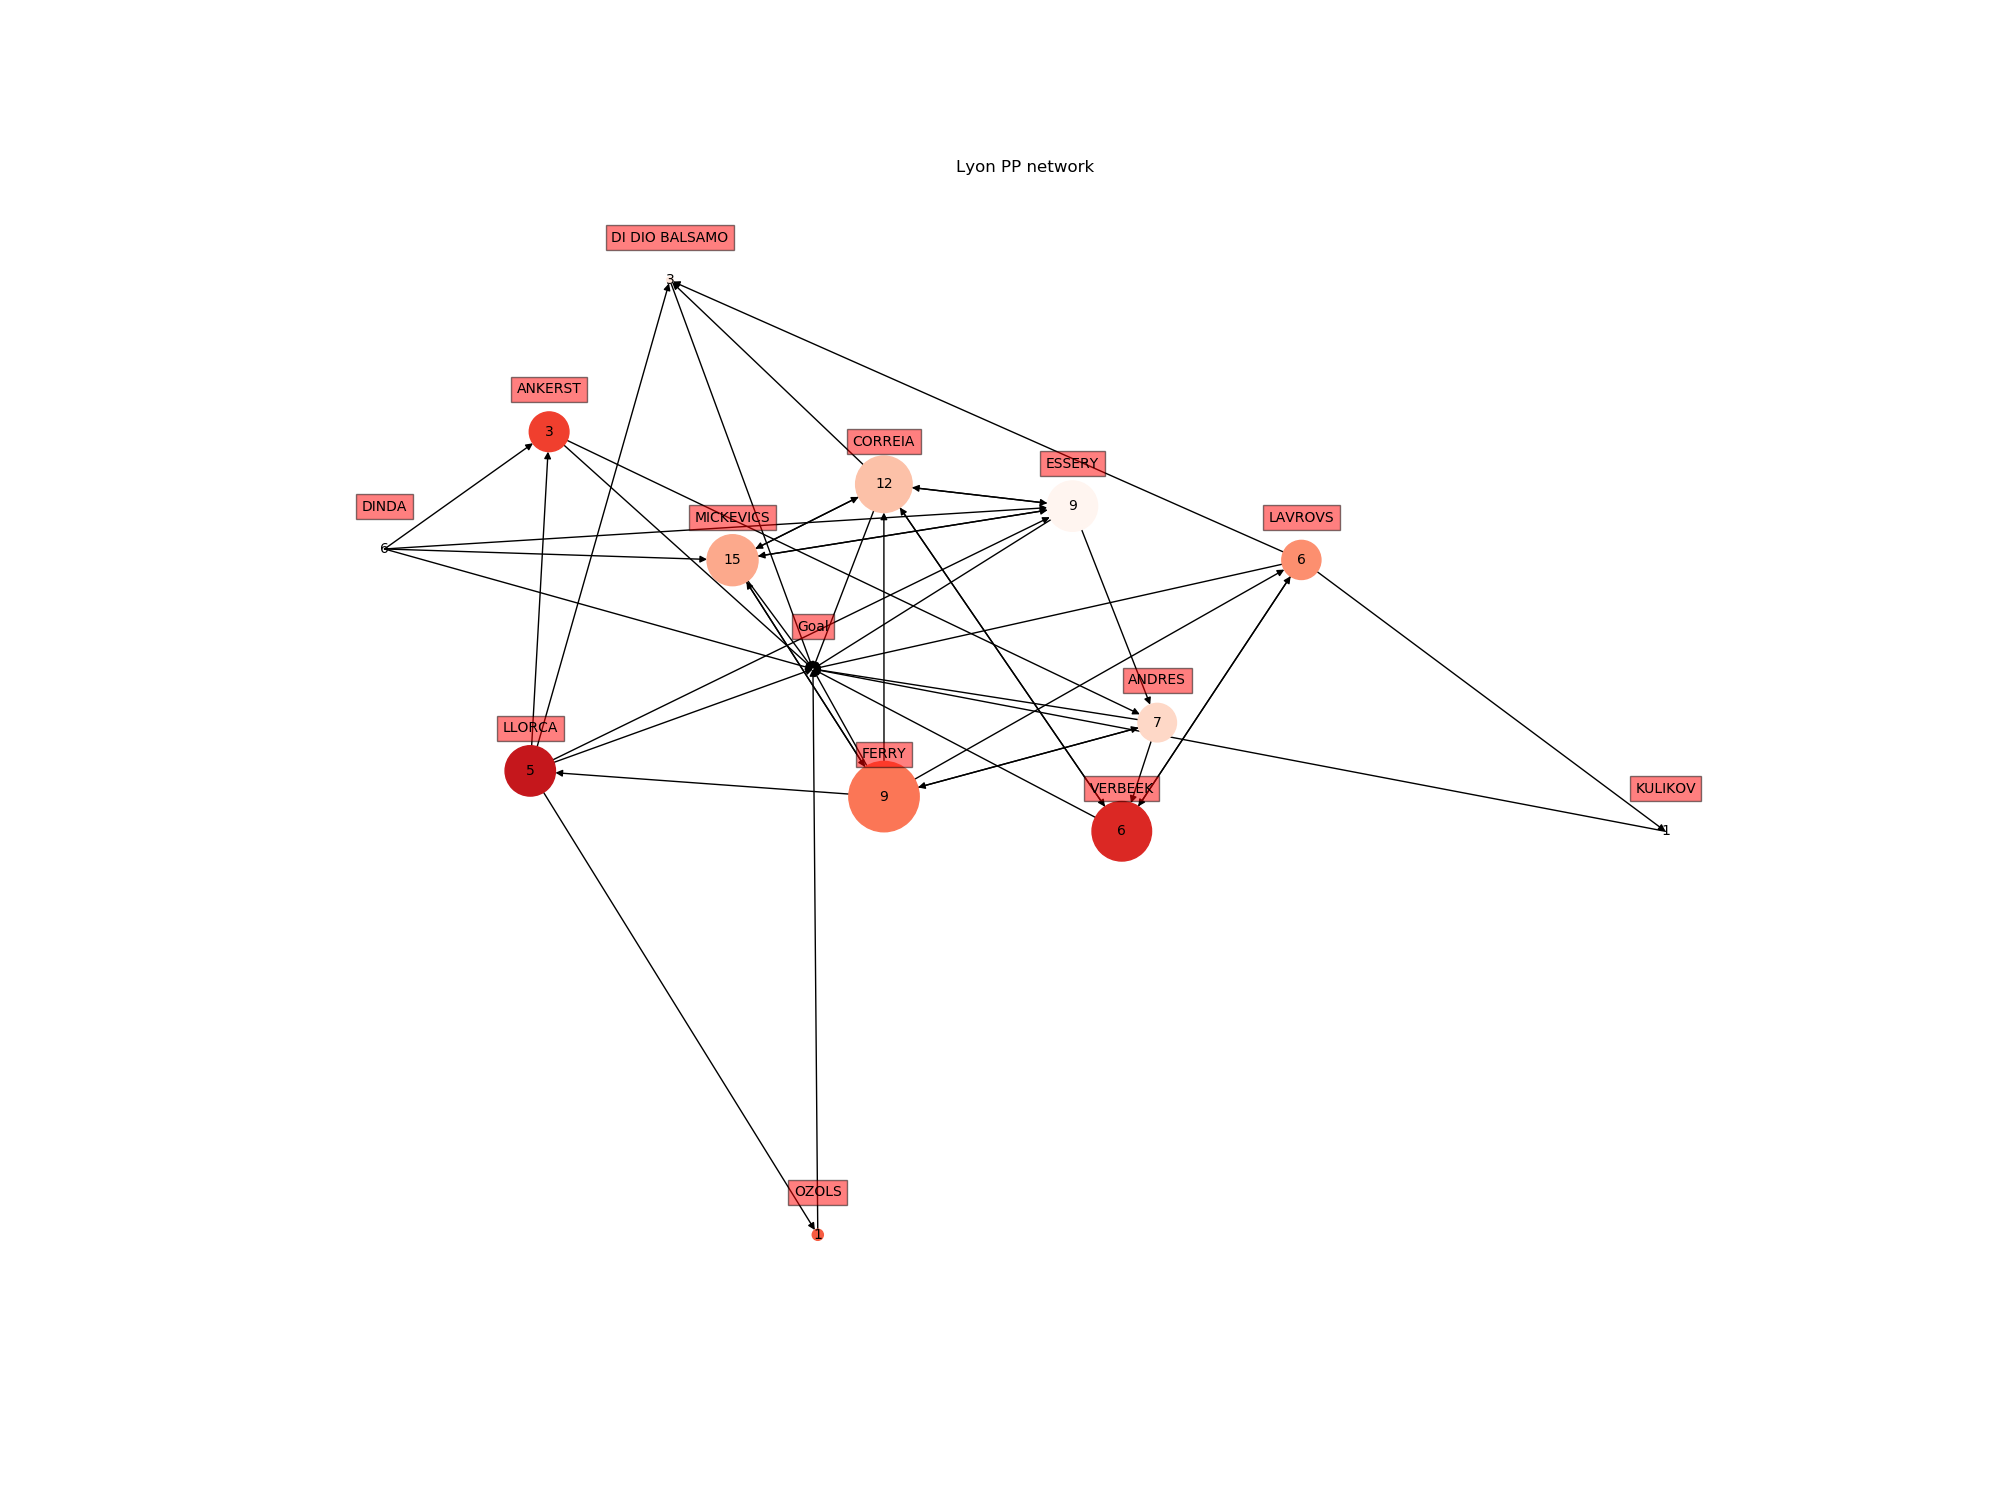 Lyon PP network
DI DIO BALSAMO
3
ANKERST
3
CORREIA
12
ESSERY
9
DINDA
6
MICKEVICS
15
LAVROVS
6
Goal
ANDRES
7
LLORCA
5
FERRY
9
VERBEEK
6
KULIKOV
1
OZOLS
1